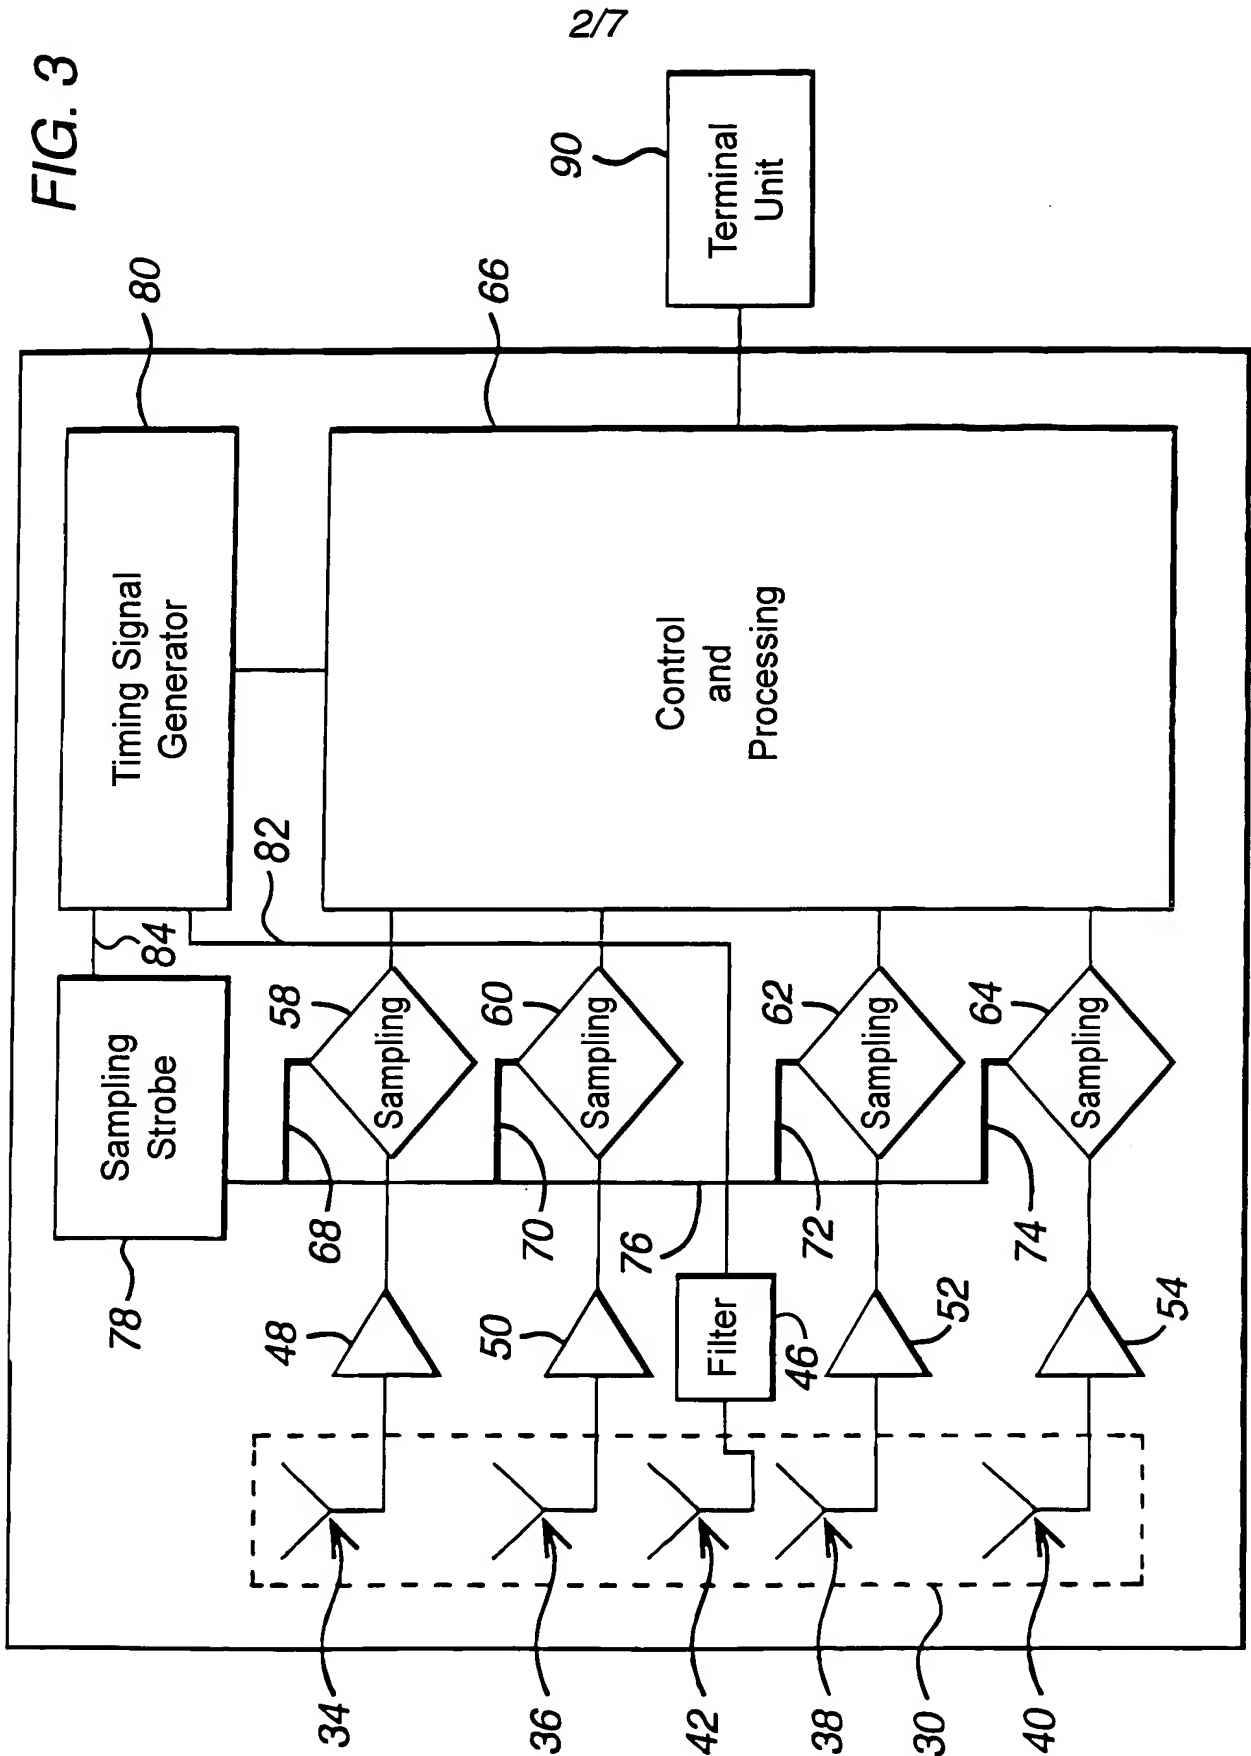 2/7
FIG. 3
80
66
90
Terminal
Unit
Timing Signal
Generator
Control
and
Processing
84
82
Sampling
Strobe
78
58
Sampling
60
Sampling
62
Sampling
64
Sampling
68
70
76
72
74
48
50
Filter
46
52
54
34
36
42
38
30
40